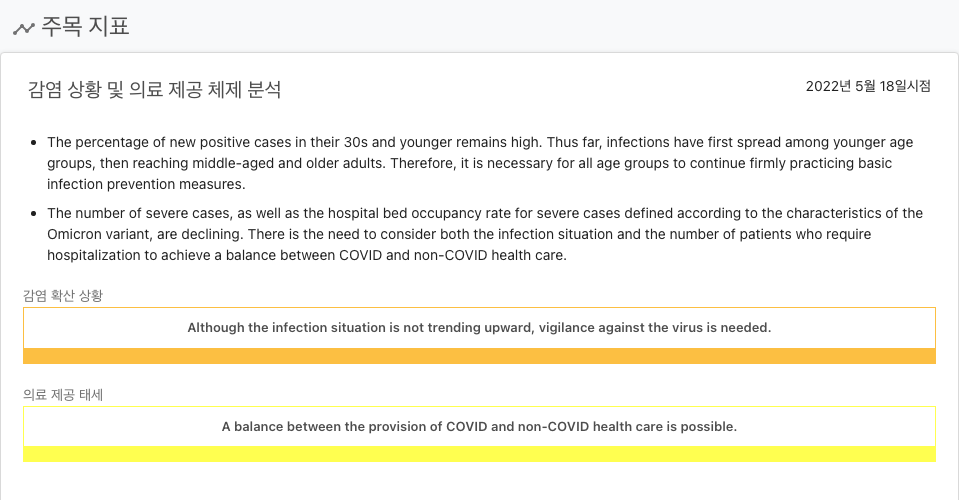 주목 지표
감염 상황 및 의료 제공 체제 분석
2022년 5월 18일시점
The percentage of new positive cases in their 30s and younger remains high. Thus far, infections have first spread among younger age
groups, then reaching middle-aged and older adults. Therefore, it is necessary for all age groups to continue firmly practicing basic
infection prevention measures.
The number of severe cases, as well as the hospital bed occupancy rate for severe cases defined according to the characteristics of the
Omicron variant, are declining. There is the need to consider both the infection situation and the number of patients who require
hospitalization to achieve a balance between COVID and non-COVID health care.
감염 확산 상황
Although the infection situation is not trending upward, vigilance against the virus is needed.
의료 제공 태세
A balance between the provision of COVID and non-COVID health care is possible.